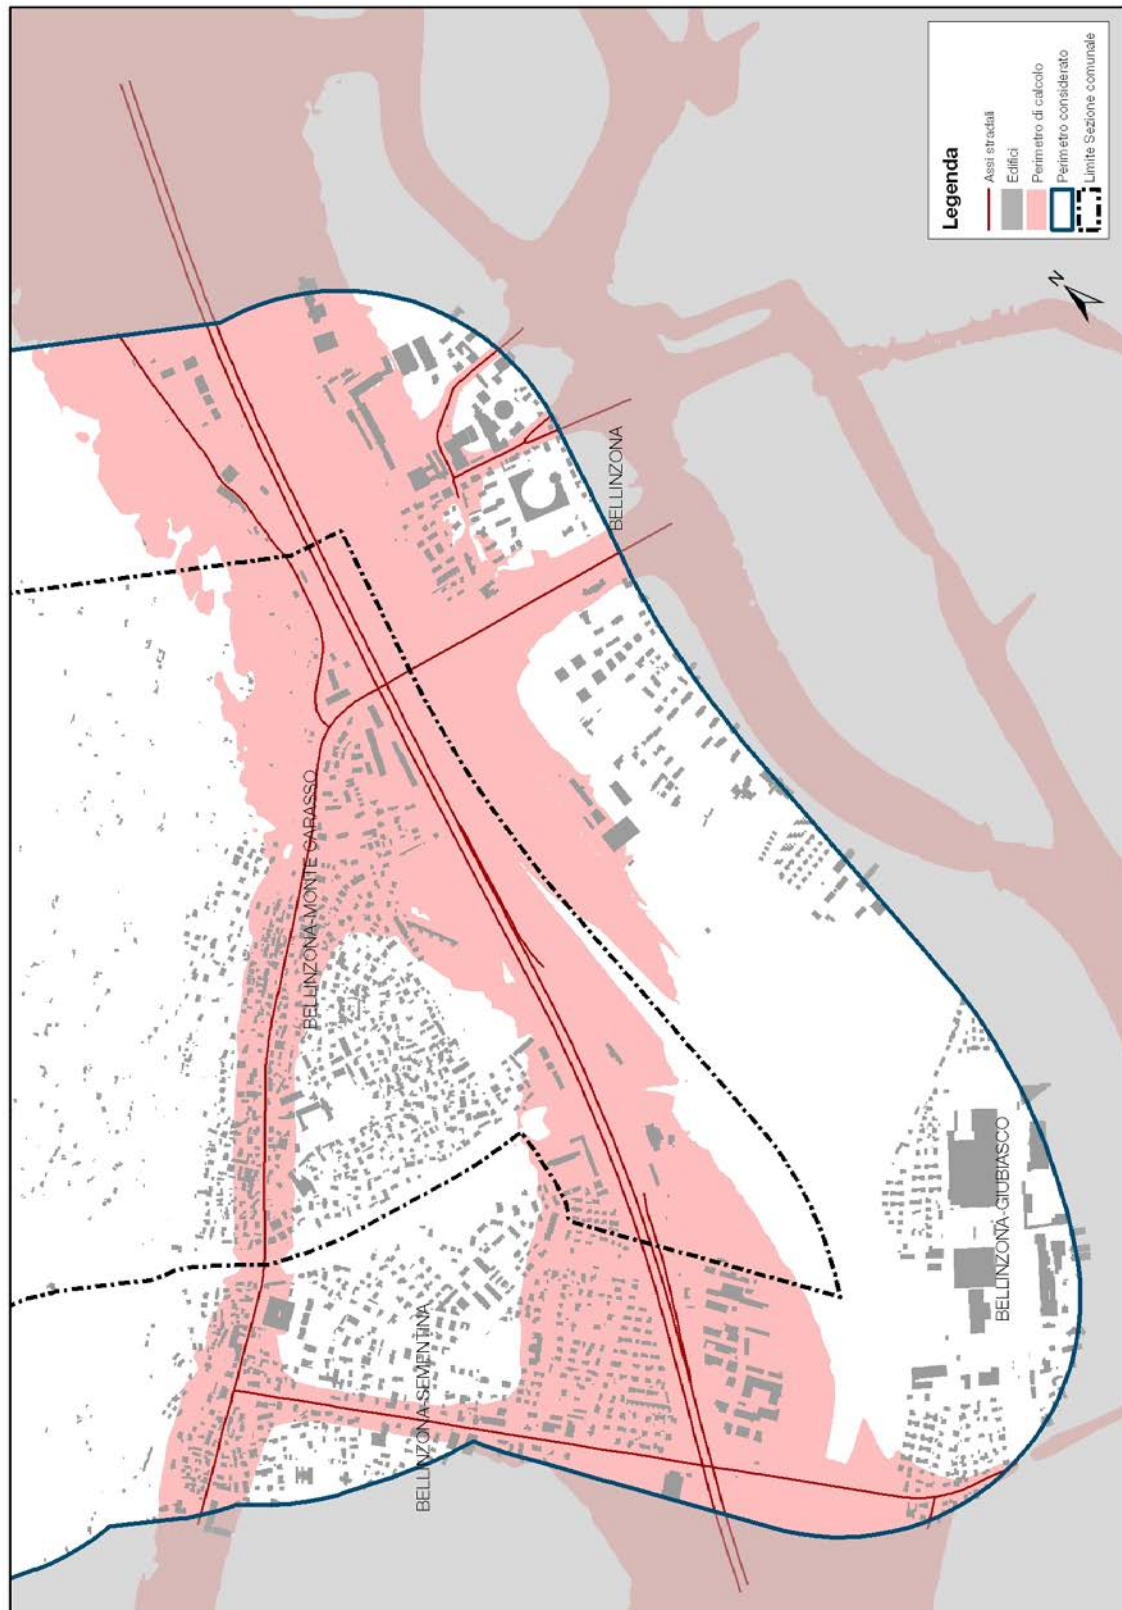 Legenda
Assi stradali
Edifici
Perimetro di calcolo
Perimetro considerato
Limite Sezione comunale
N
BELLINZONA
BELLINZONA-MONTE CARASSO
BELLINZONA-SEMENTINA
BELLINZONA-GIUBIASCO